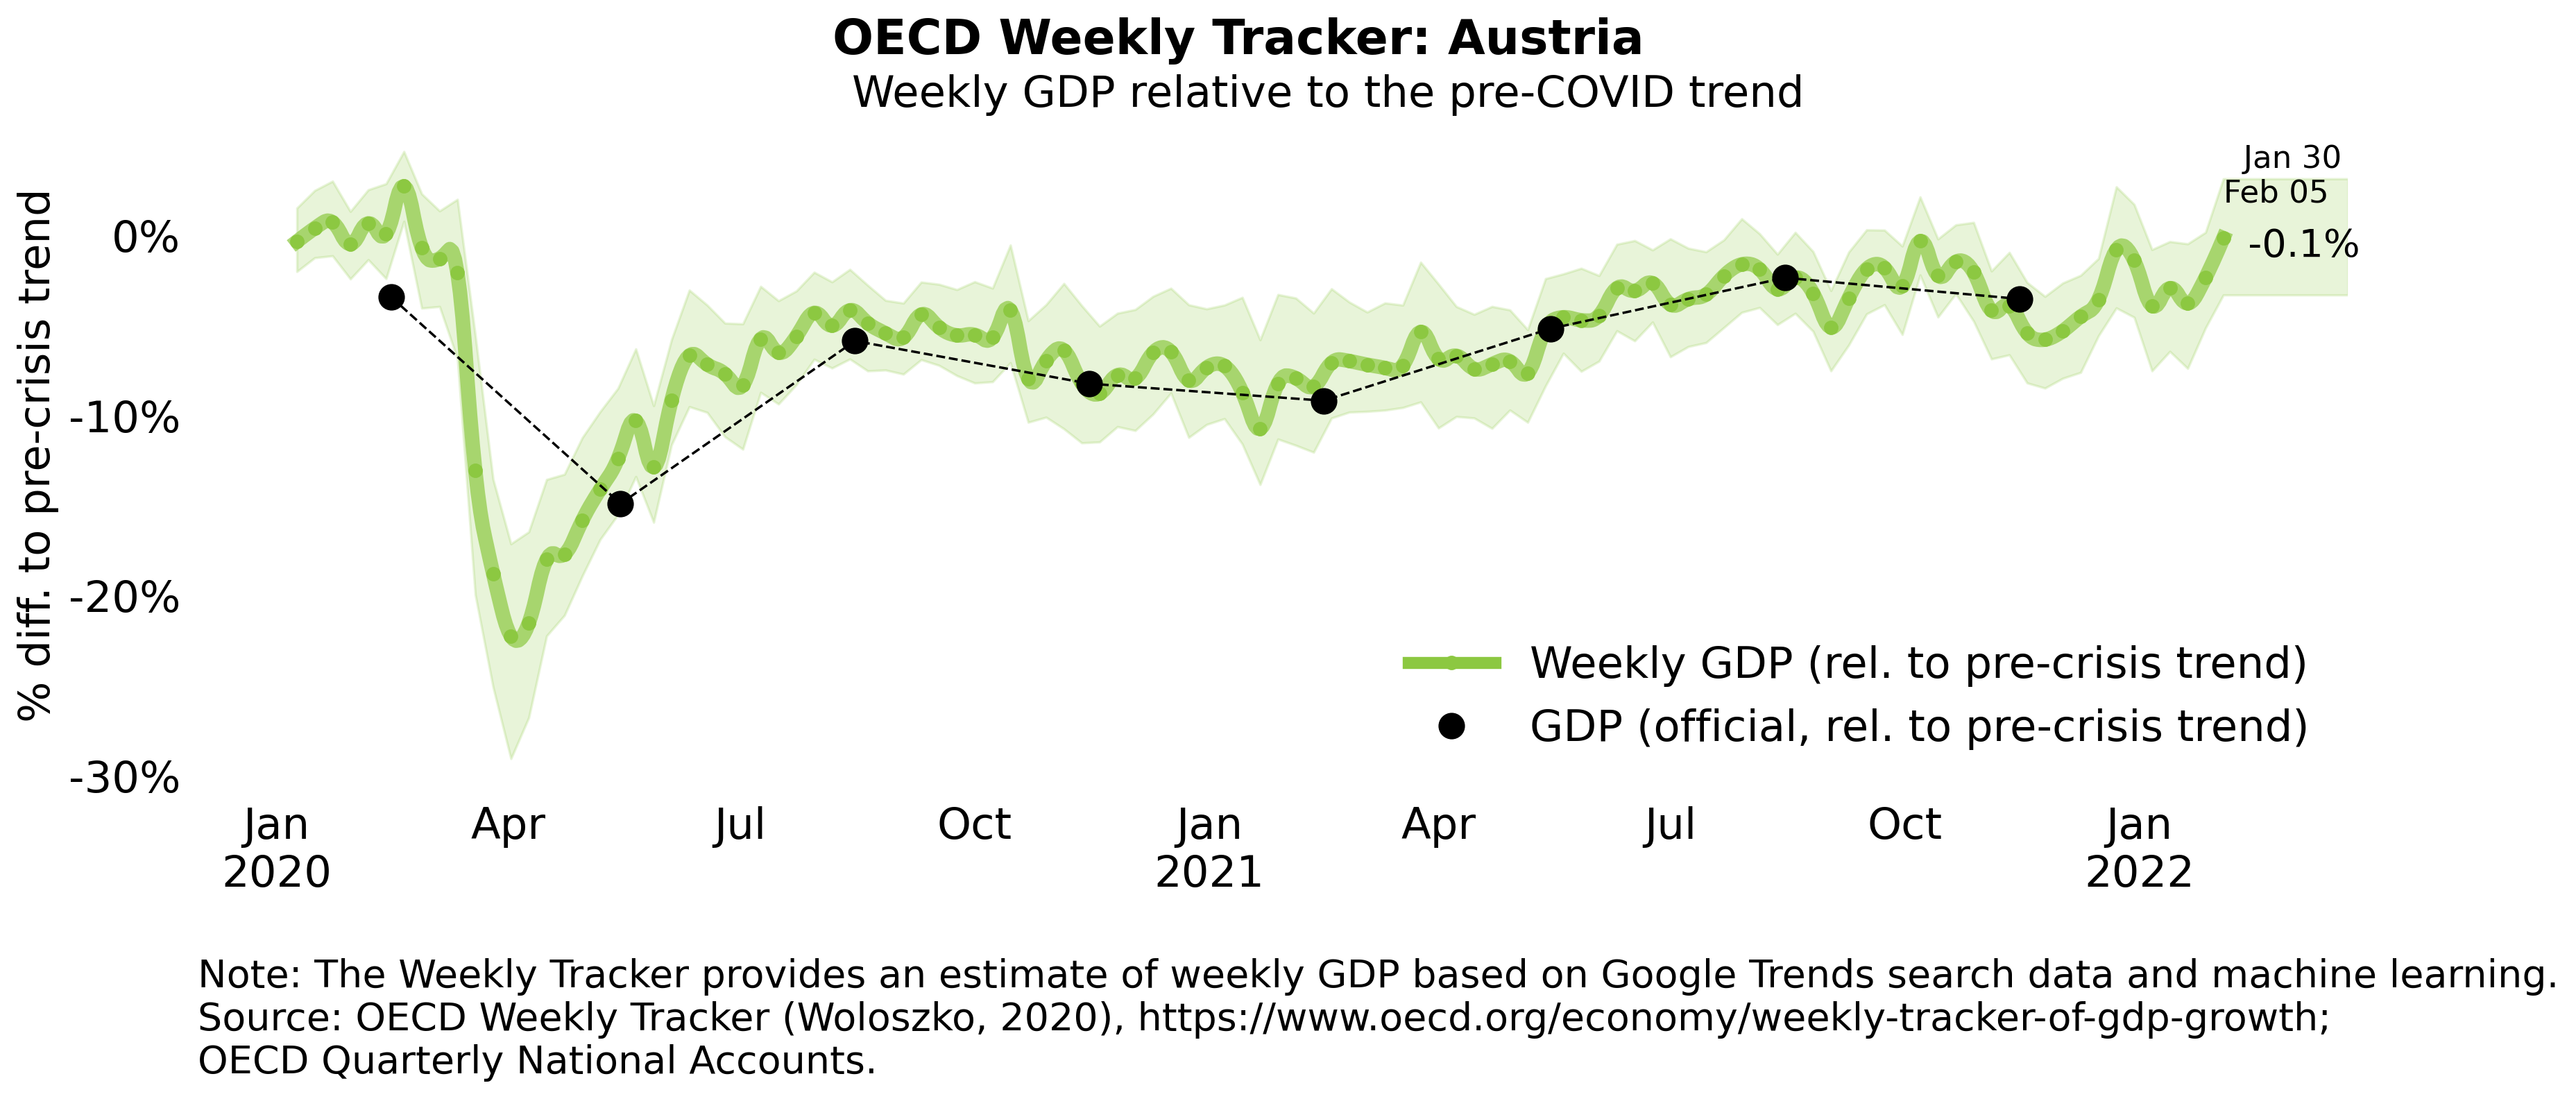 OECD Weekly Tracker: Austria
Weekly GDP relative to the pre-COVID trend
% diff. to pre-crisis trend
0%
-10%
-20%
-30%
Jan 30
Feb 05
-0.1%
Weekly GDP (rel. to pre-crisis trend)
GDP (official, rel. to pre-crisis trend)
Jan Apr Jul Oct Jan Apr Jul Oct Jan
2020 2021 2022
Note: The Weekly Tracker provides an estimate of weekly GDP based on Google Trends search data and machine learning.
Source: OECD Weekly Tracker (Woloszko, 2020), https://www.oecd.org/economy/weekly-tracker-of-gdp-growth;
OECD Quarterly National Accounts.